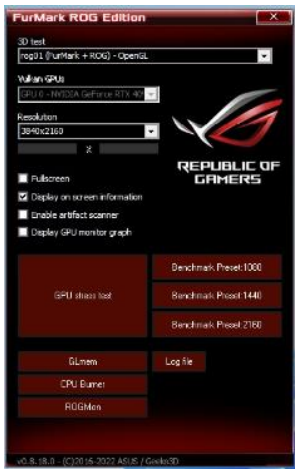 FurMark ROG Edition
3D test
rog01 (FurMark + ROG) - OpenGL
Vulkan GPUs
GPU 0 - NVIDIA GeForce RTX 40
Resolution
3840x2160
X
REPUBLIC OF
GAMERS
Fullscreen
Display on screen information
Enable artifact scanner
Display GPU monitor graph
GPU stress test
Benchmark Preset:1080
Benchmark Preset:1440
Benchmark Preset:2160
GLmem
Log file
CPU Burner
ROGMon
v0.8.18.0 - (C)2016-2022 ASUS / Geeks3D